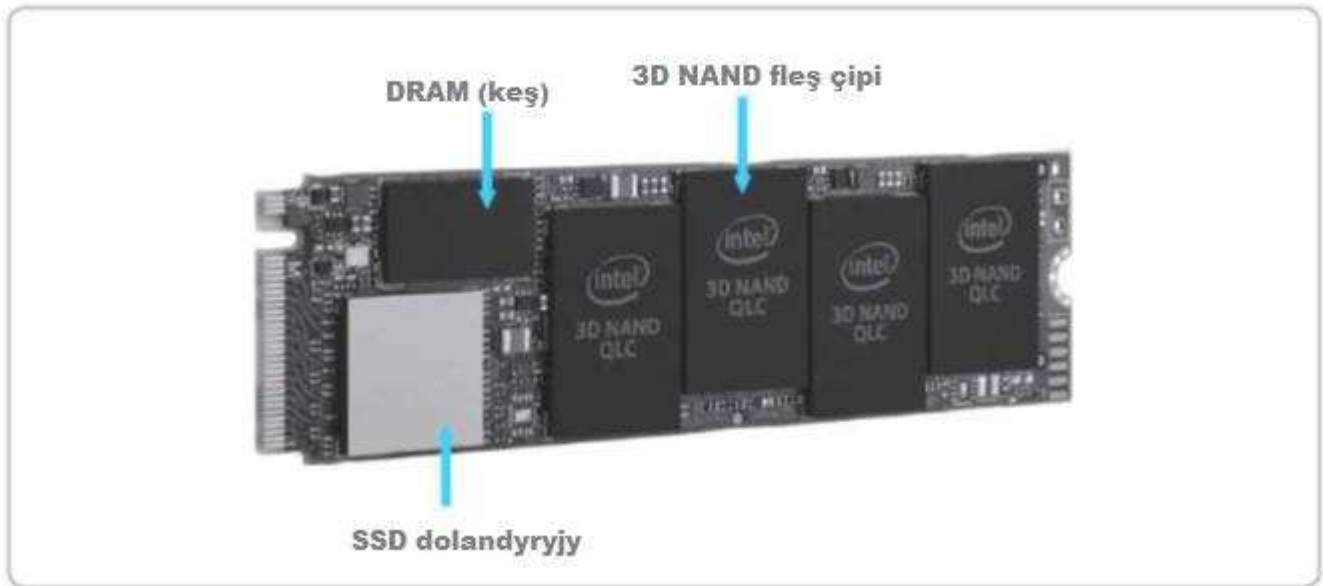 3D NAND fleş çipi
DRAM (keş)
intel
3D NAND
QLC
intel
3D NAND
QLC
intel
3D NAND
QLC
intel
3D NAND
QLC
SSD dolandyryjy